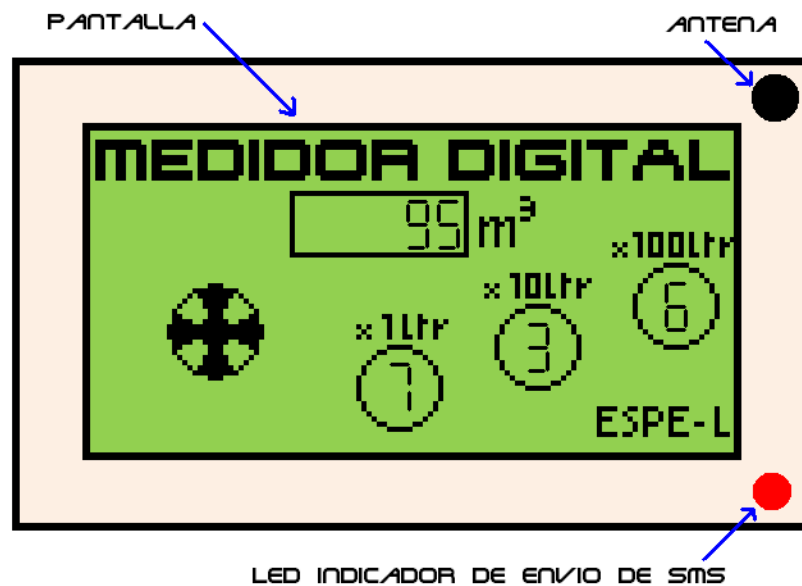 PANTALLA
ANTENA
MEDIDOR DIGITAL
95 m³
x100Ltr
x10Ltr
x1Ltr
6
3
7
ESPE-L
LED INDICADOR DE ENVIO DE SMS